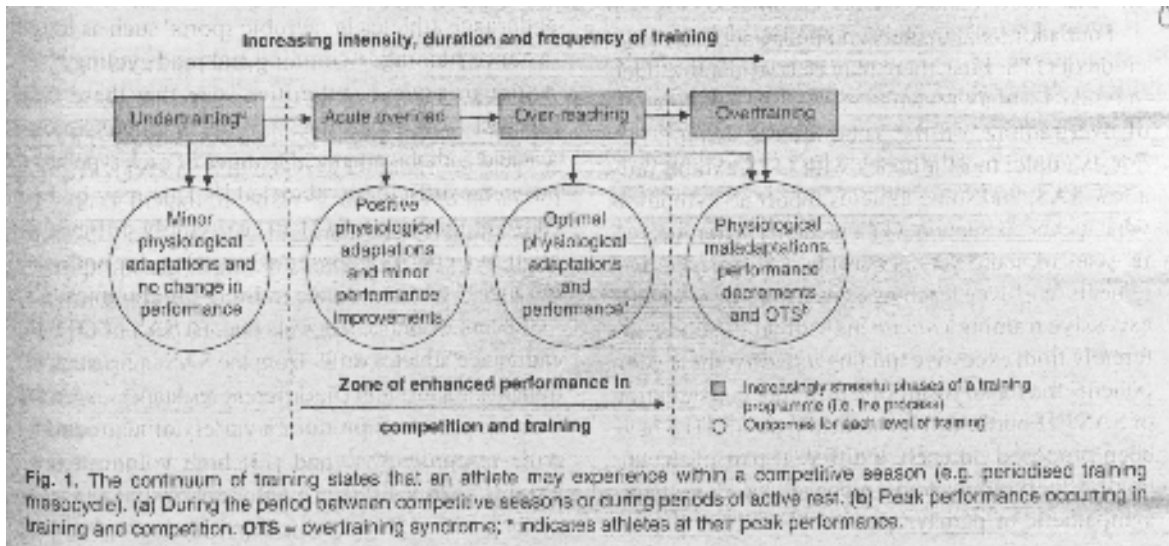 Increasing intensity, duration and frequency of training
Undertrainingª
Acute overload
Over-reaching
Overtraining
Minor
physiological
adaptations and
no change in
performance
Positive
physiological
adaptations
and minor
performance
improvements
Optimal
physiological
adaptations
and
performance*
Physiological
maladaptations,
performance
decrements
and OTSᵇ
Zone of enhanced performance in
competition and training
Increasingly stressful phases of a training
programme (i.e. the process)
Outcomes for each level of training
Fig. 1. The continuum of training states that an athlete may experience within a competitive season (e.g. periodised training
mesocycle). (a) During the period between competitive seasons or during periods of active rest. (b) Peak performance occurring in
training and competition. OTS = overtraining syndrome; * indicates athletes at their peak performance.